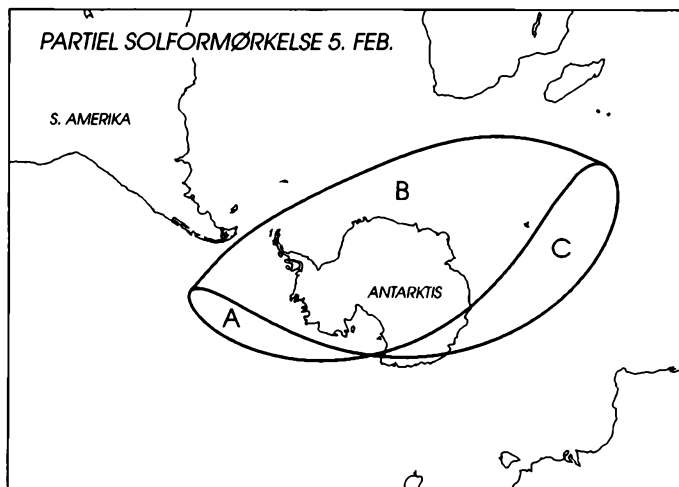 PARTIEL SOLFORMØRKELSE 5. FEB.
S. AMERIKA
B
C
ANTARKTIS
A